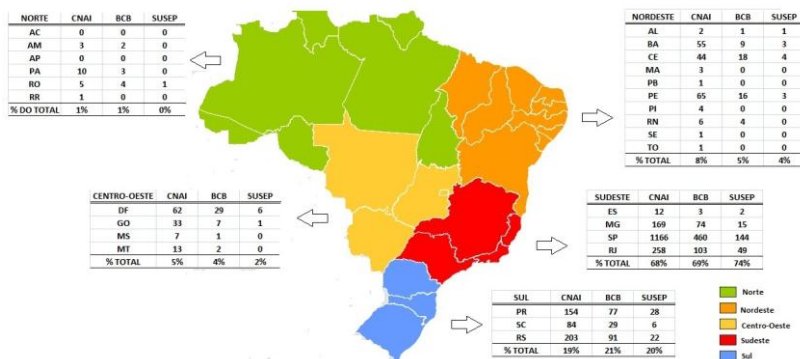 NORTE CNAI BCB SUSEP
AC 0 0 0
AM 3 2 0
AP 0 0 0
PA 10 3 0
RO 5 4 1
RR 1 0 0
% DO TOTAL 1% 1% 0%
NORDESTE CNAI BCB SUSEP
AL 2 1 1
BA 55 9 3
CE 44 18 4
MA 3 0 0
PB 1 0 0
PE 65 16 3
PI 4 0 0
RN 6 4 0
SE 1 0 0
TO 1 0 0
% TOTAL 8% 5% 4%
CENTRO-OESTE CNAI BCB SUSEP
DF 62 29 6
GO 33 7 1
MS 7 1 0
MT 13 2 0
% TOTAL 5% 4% 2%
SUDESTE CNAI BCB SUSEP
ES 12 3 2
MG 169 74 15
SP 1166 460 144
RJ 258 103 49
% TOTAL 68% 69% 74%
SUL CNAI BCB SUSEP
PR 154 77 28
SC 84 29 6
RS 203 91 22
% TOTAL 19% 21% 20%
Norte
Nordeste
Centro-Oeste
Sudeste
Sul